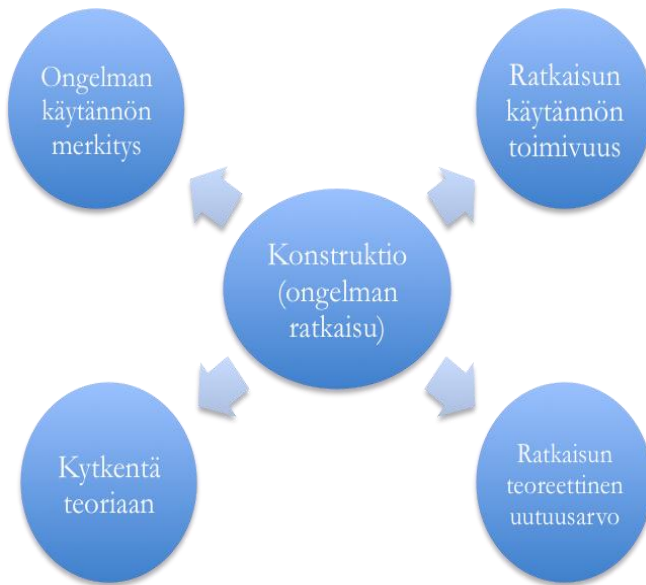 Ongelman
käytännön
merkitys
Ratkaisun
käytännön
toimivuus
Konstruktio
(ongelman
ratkaisu)
Kytkentä
teoriaan
Ratkaisun
teoreettinen
uutuusarvo